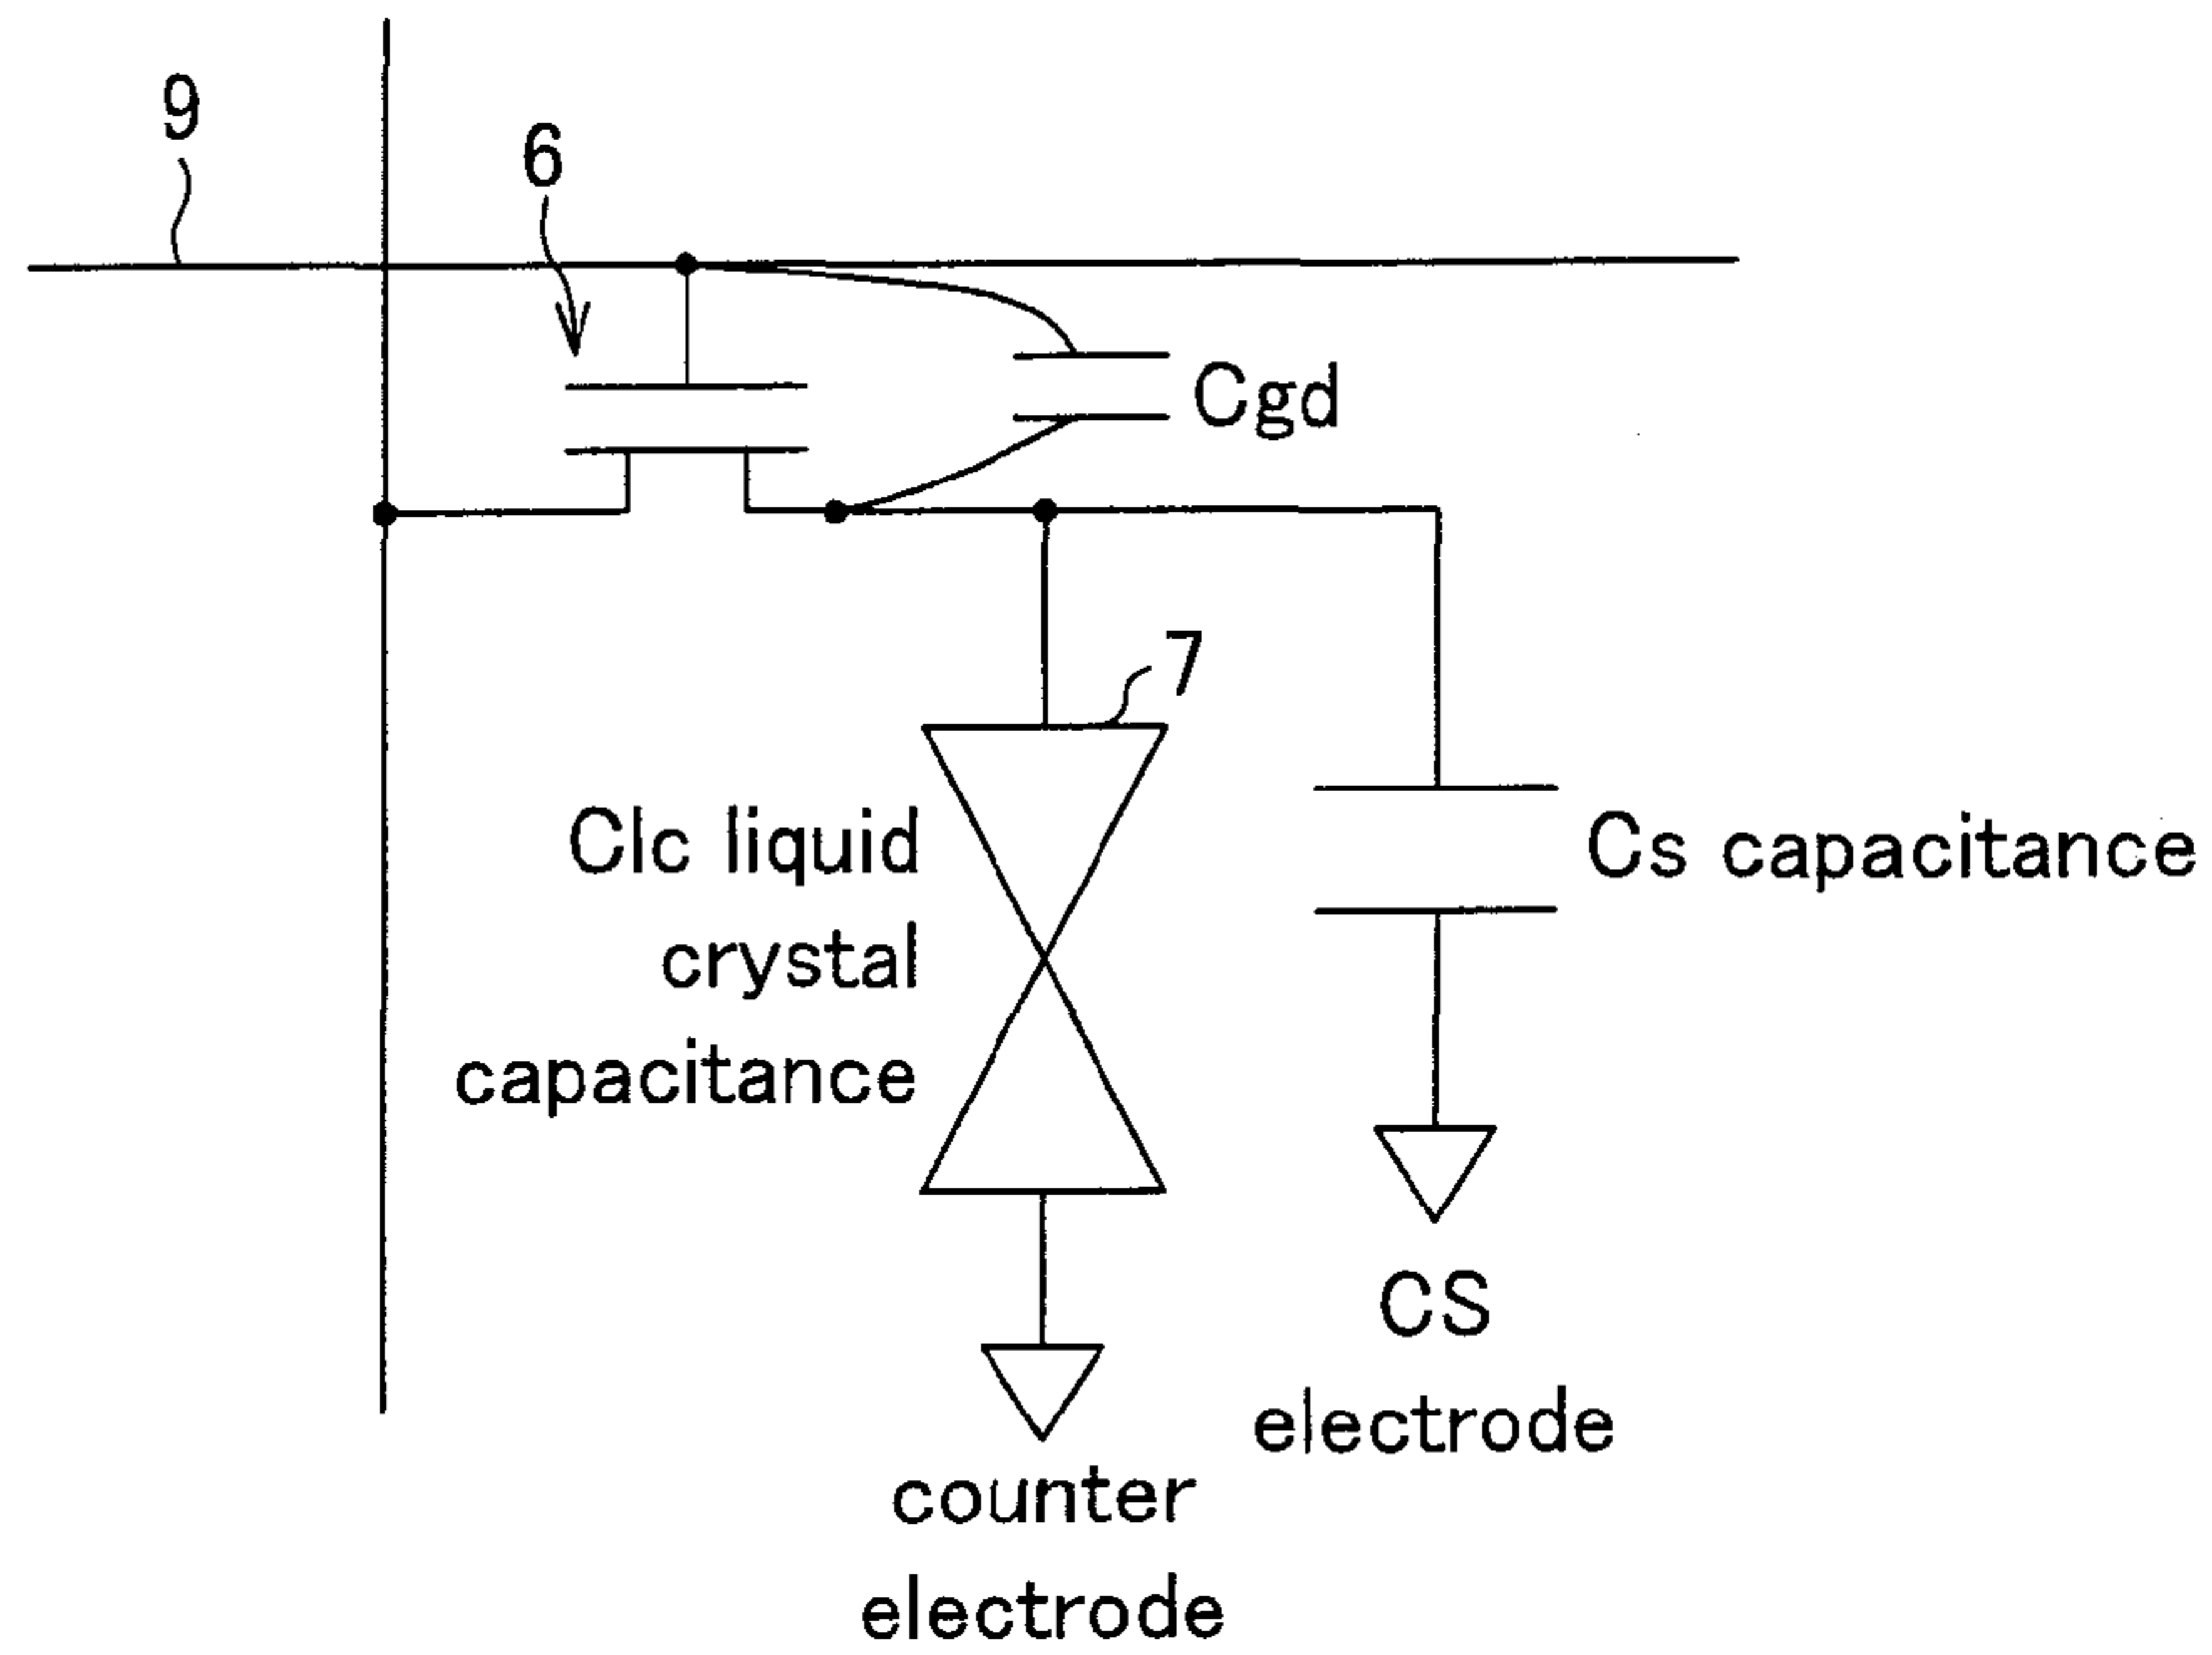 9
6
Cgd
7
Clc liquid
crystal
capacitance
Cs capacitance
CS
electrode
counter
electrode